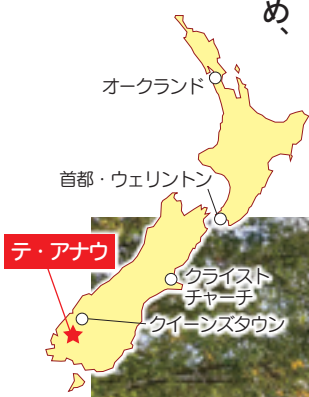 め、
オークランド
首都・ウェリントン
テ・アナウ
クライスト
チャーチ
クイーンズタウン